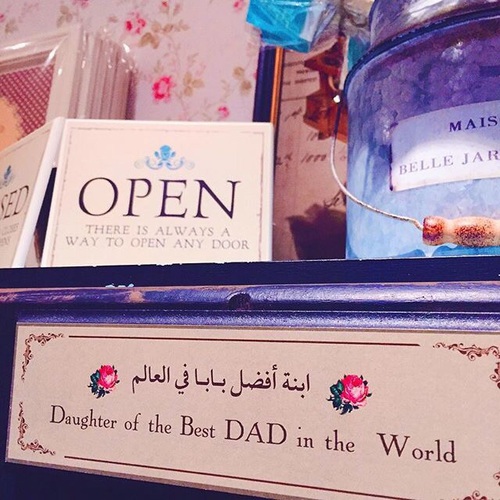 OPEN
THERE IS ALWAYS A
WAY TO OPEN ANY DOOR
MAIS
BELLE JAR
ابنة أفضل بابا في العالم
Daughter of the Best DAD in the World